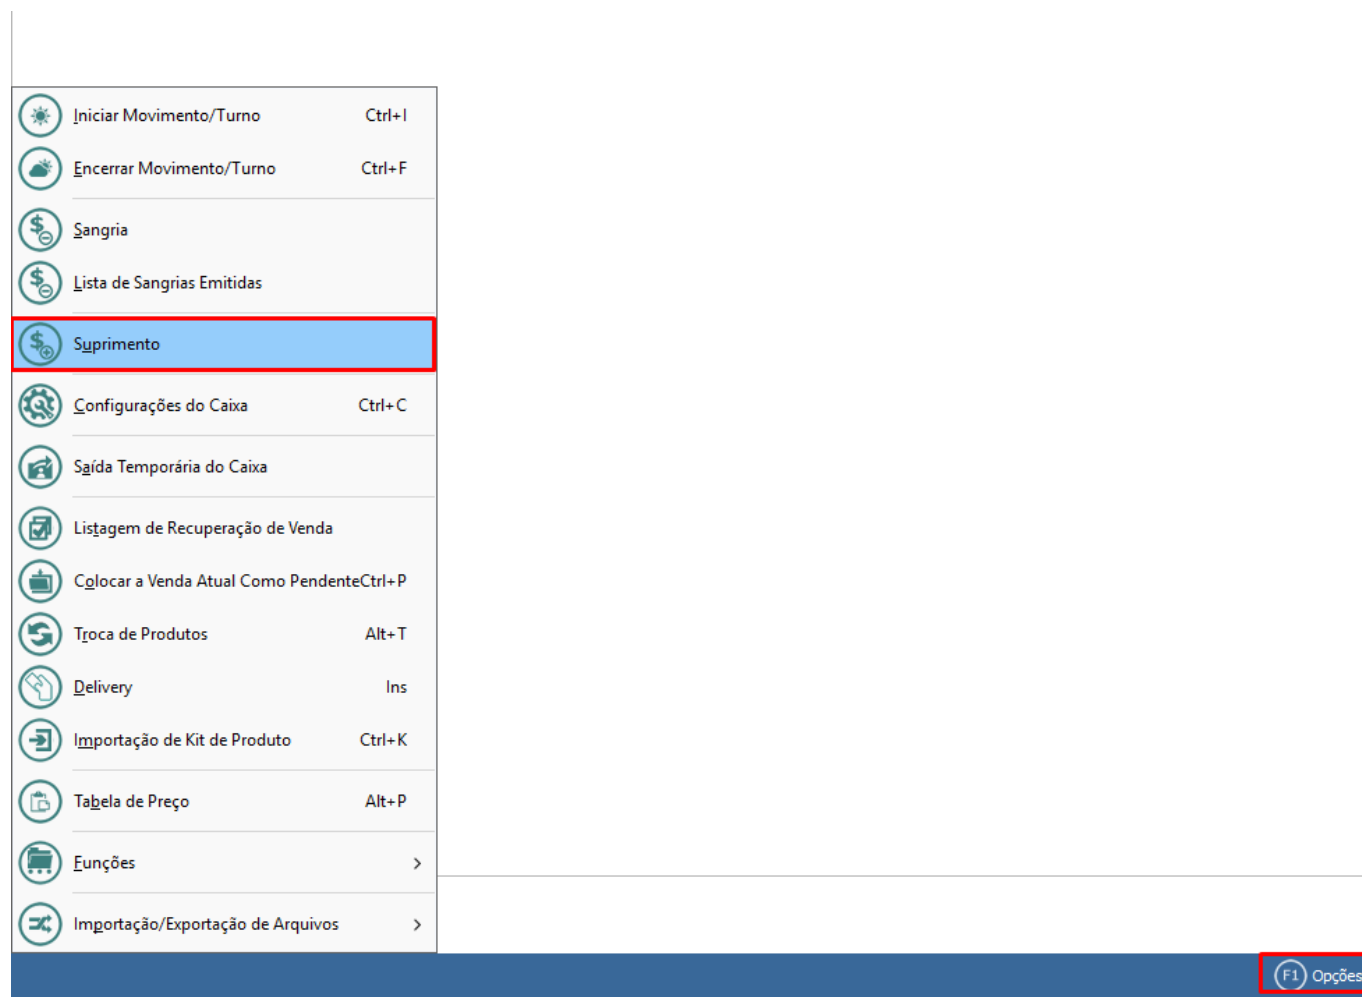 Iniciar Movimento/Turno Ctrl+I
Encerrar Movimento/Turno Ctrl+F
Sangria
Lista de Sangrias Emitidas
Suprimento
Configurações do Caixa Ctrl+C
Saída Temporária do Caixa
Listagem de Recuperação de Venda
Colocar a Venda Atual Como PendenteCtrl+P
Troca de Produtos Alt+T
Delivery Ins
Importação de Kit de Produto Ctrl+K
Tabela de Preço Alt+P
Funções
Importação/Exportação de Arquivos
F1 Opções